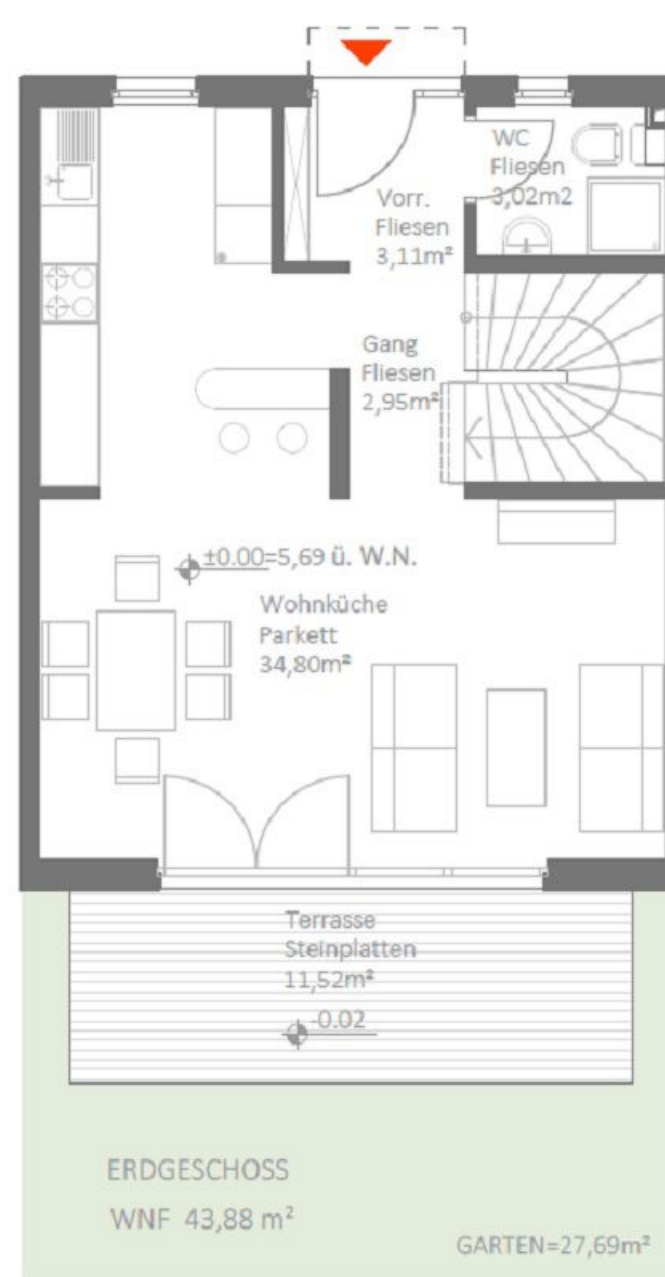 WC
Fliesen
3,02m2
Vorr.
Fliesen
3,11m²
Gang
Fliesen
2,95m²
±0.00=5,69 ü. W.N.
Wohnküche
Parkett
34,80m²
Terrasse
Steinplatten
11,52m²
-0.02
ERDGESCHOSS
WNF 43,88 m²
GARTEN=27,69m²